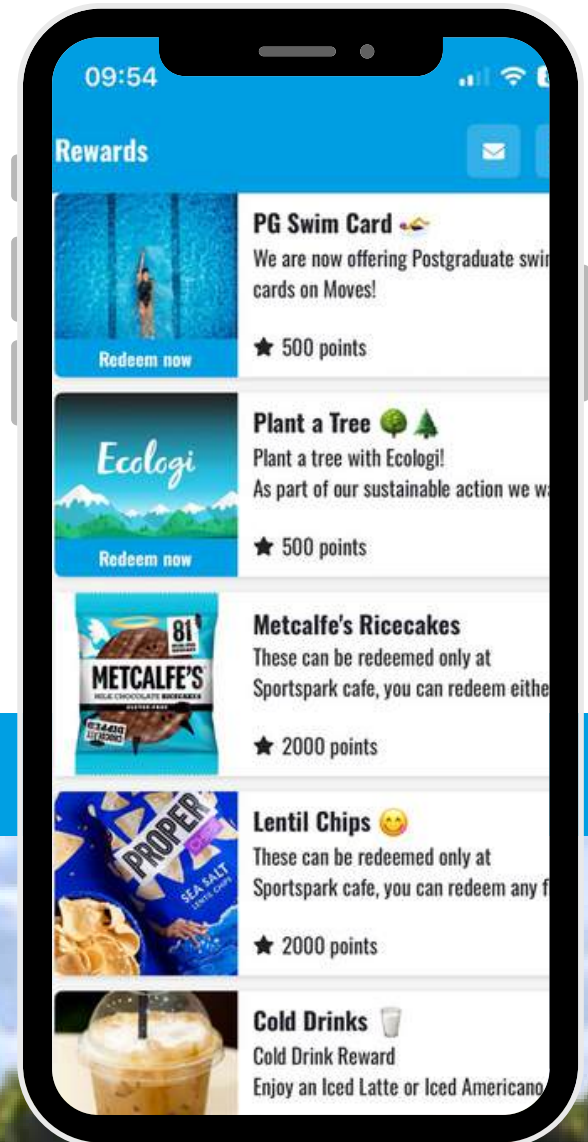 09:54
Rewards
PG Swim Card
We are now offering Postgraduate swi
cards on Moves!
500 points
Redeem now
Ecologi
Plant a Tree
Plant a tree with Ecologi!
As part of our sustainable action we w
500 points
Redeem now
81
METCALFE'S
MILK CHOCOLATE RICECAKES
GLUTEN-FREE
Metcalfe's Ricecakes
These can be redeemed only at
Sportspark cafe, you can redeem eithe
2000 points
PROPER
SEA SALT
LENTIL CHIPS
Lentil Chips
These can be redeemed only at
Sportspark cafe, you can redeem any f
2000 points
Cold Drinks
Cold Drink Reward
Enjoy an Iced Latte or Iced Americano